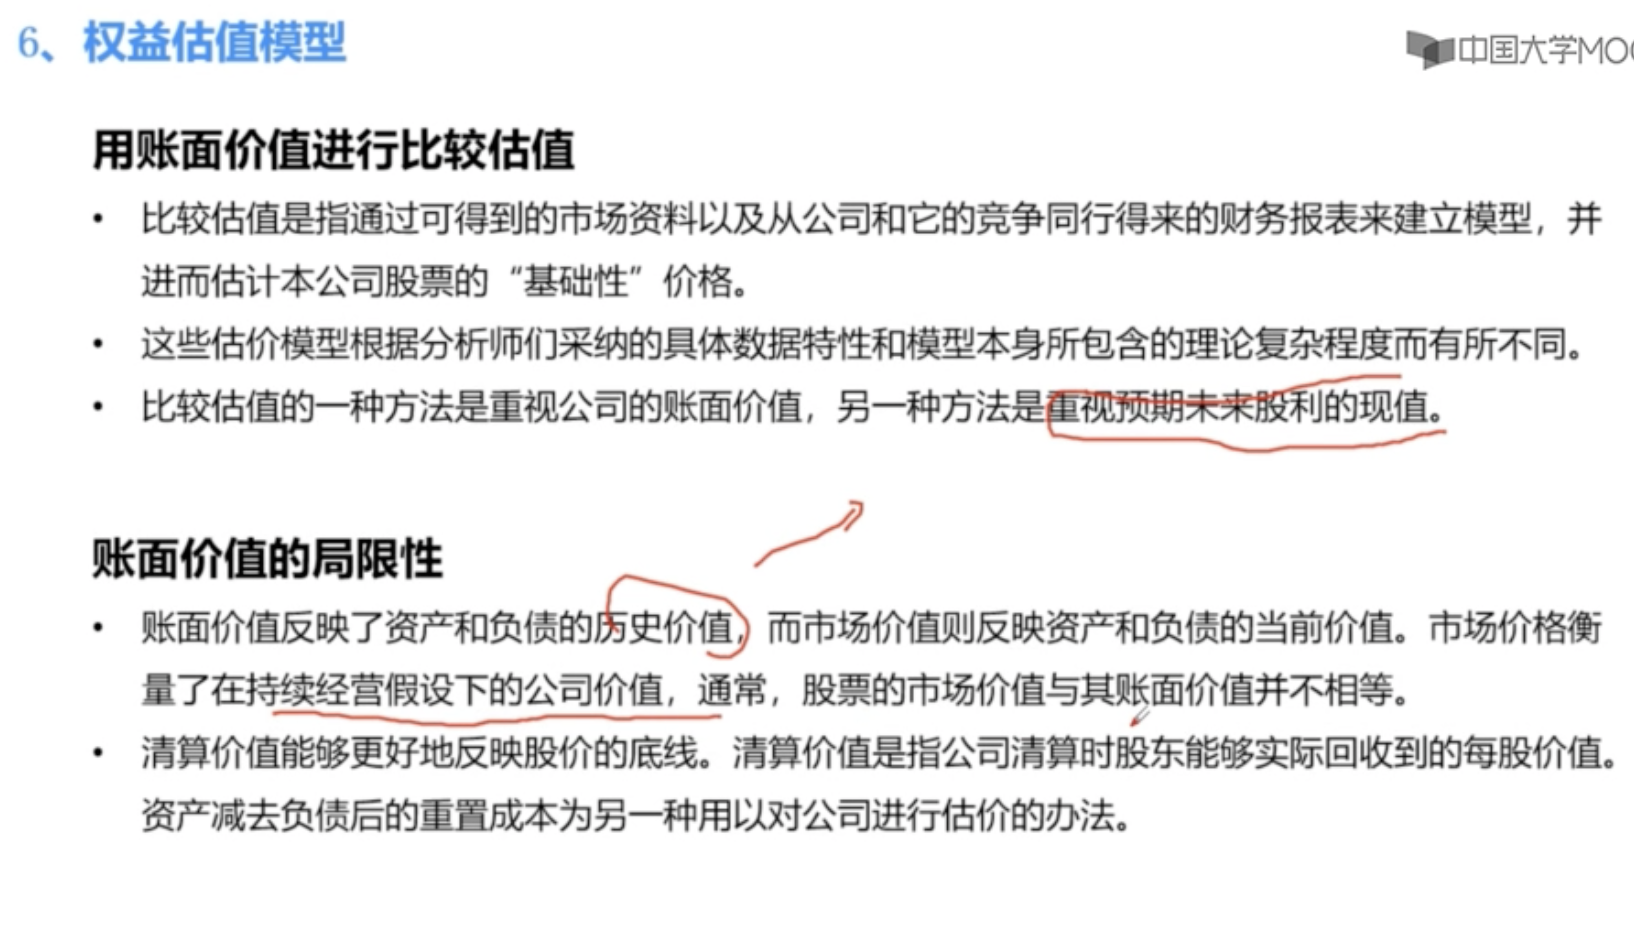 6、权益估值模型
中国大学MOO
用账面价值进行比较估值
• 比较估值是指通过可得到的市场资料以及从公司和它的竞争同行得来的财务报表来建立模型，并
进而估计本公司股票的“基础性”价格。
• 这些估价模型根据分析师们采纳的具体数据特性和模型本身所包含的理论复杂程度而有所不同。
• 比较估值的一种方法是重视公司的账面价值，另一种方法是重视预期未来股利的现值。
账面价值的局限性
• 账面价值反映了资产和负债的历史价值，而市场价值则反映资产和负债的当前价值。市场价格衡
量了在持续经营假设下的公司价值，通常，股票的市场价值与其账面价值并不相等。
• 清算价值能够更好地反映股价的底线。清算价值是指公司清算时股东能够实际回收到的每股价值。
资产减去负债后的重置成本为另一种用以对公司进行估价的办法。